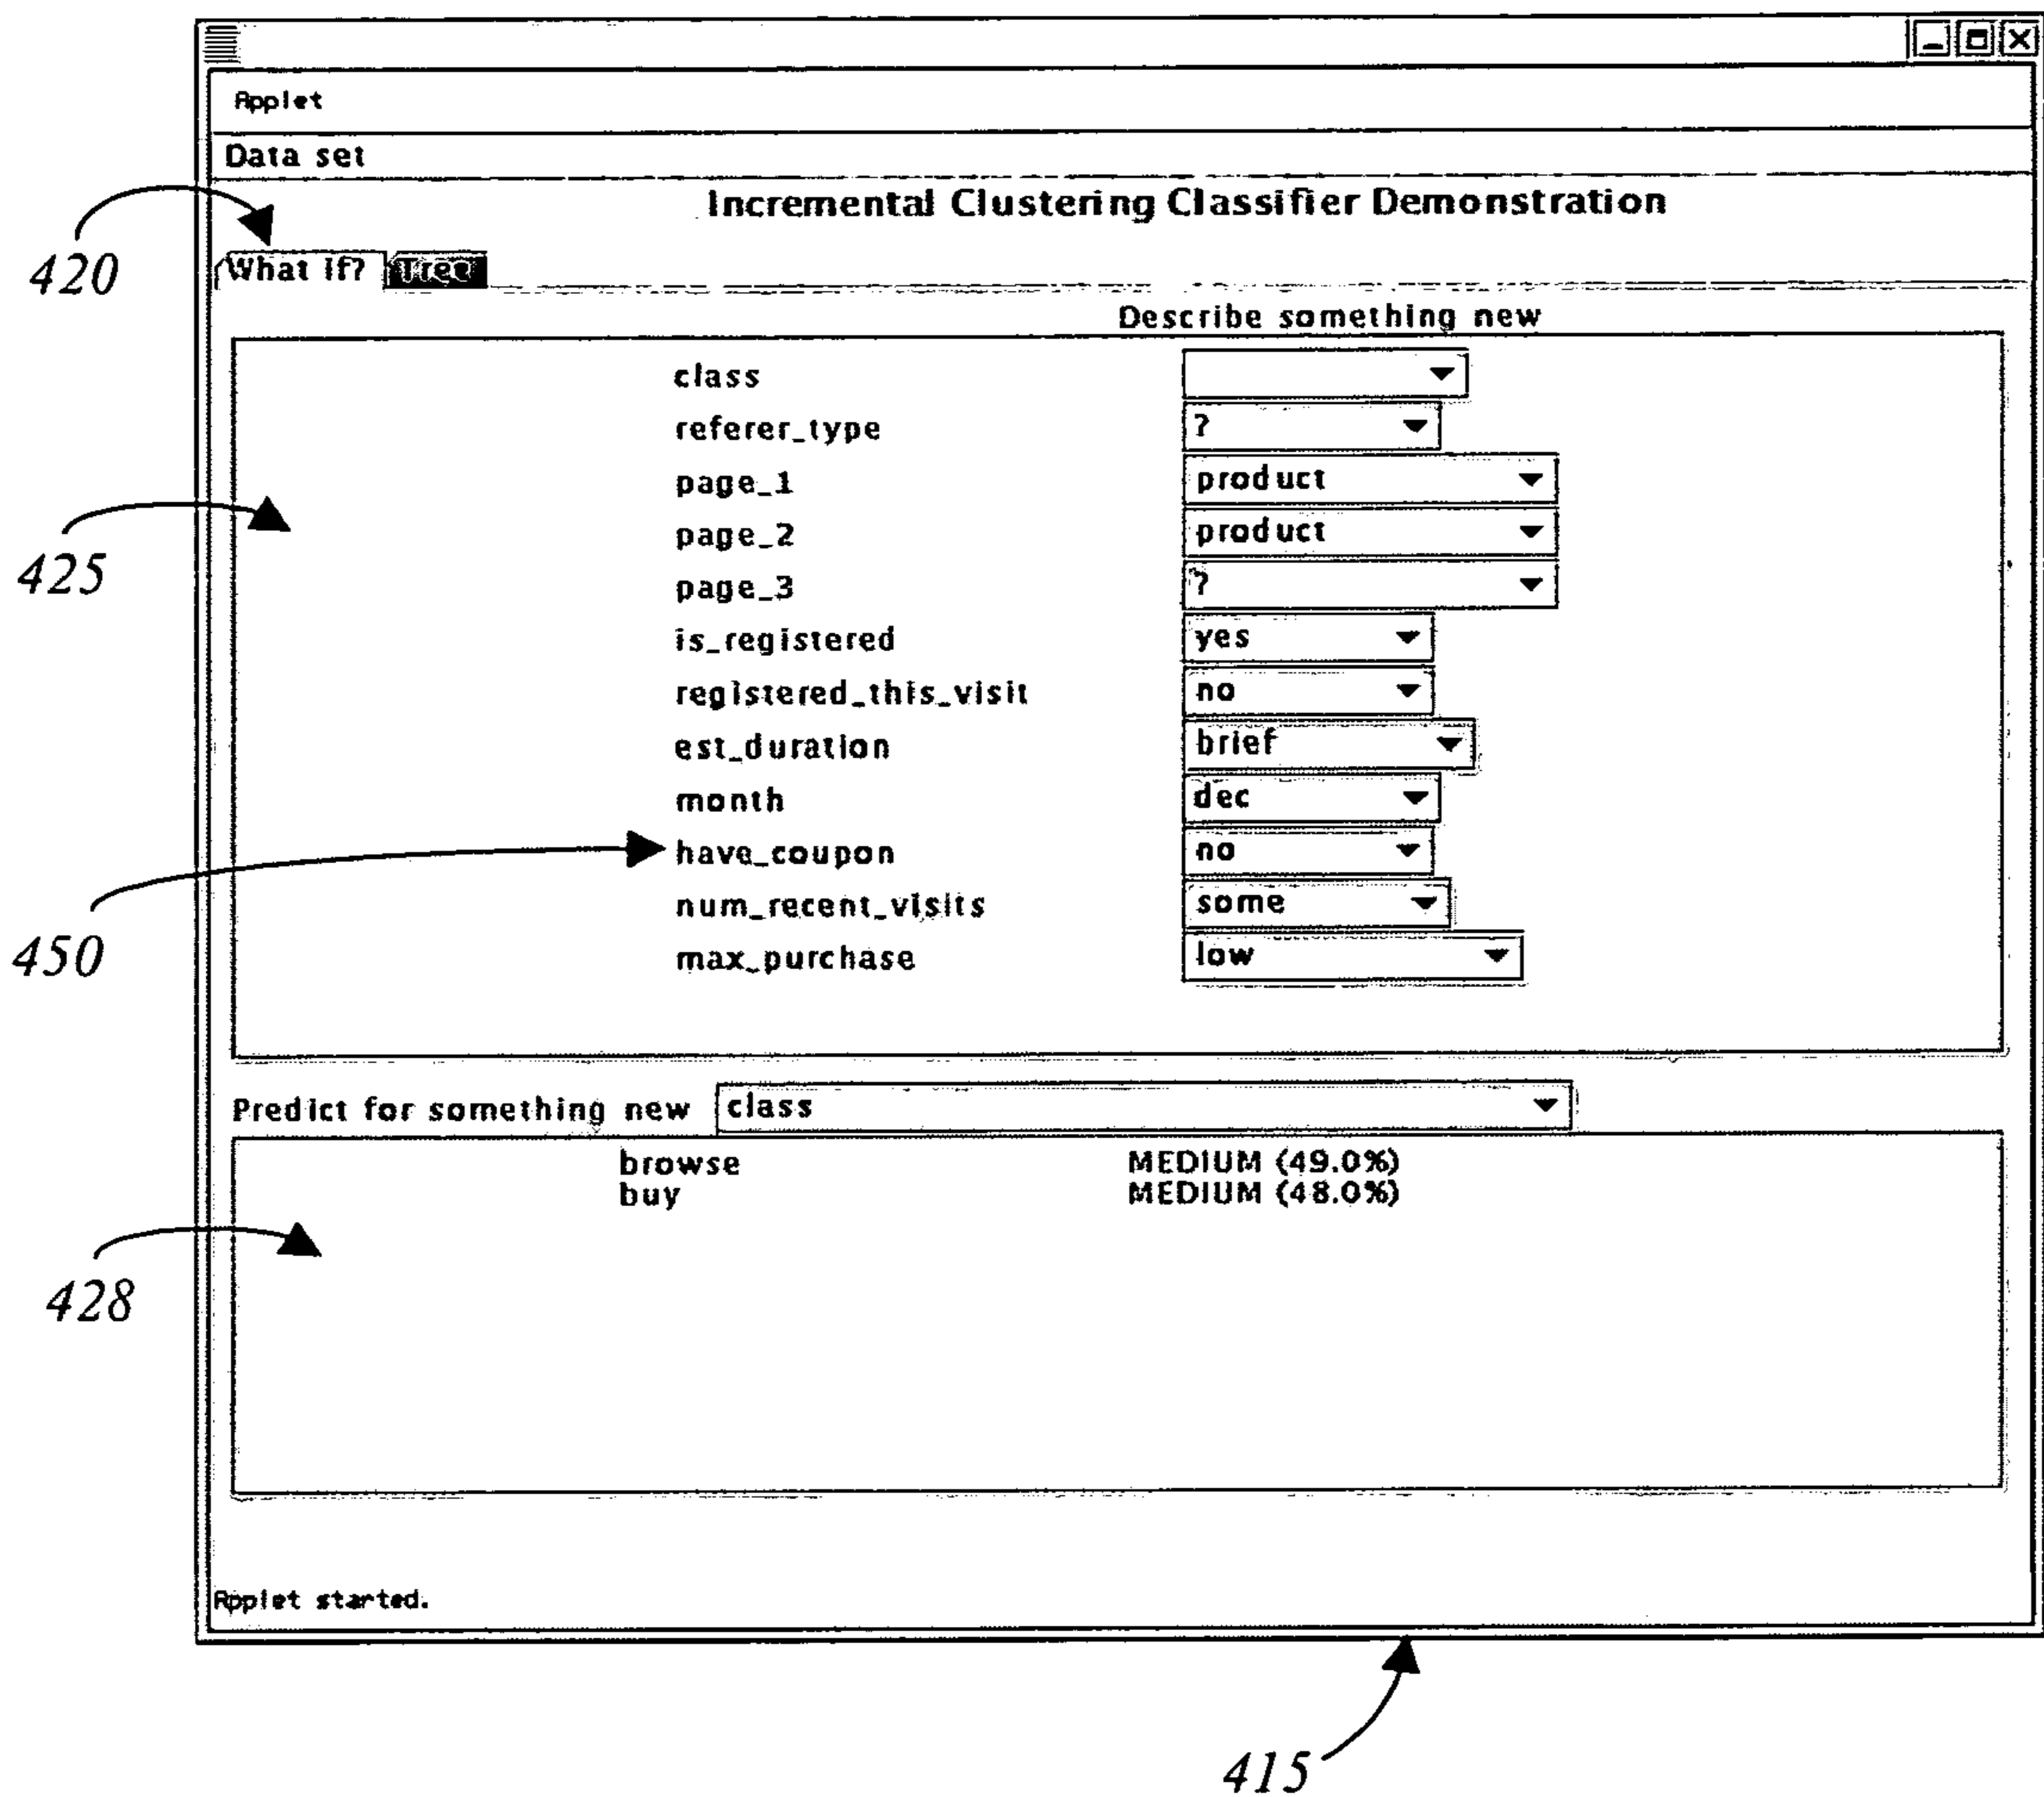 Applet
Data set
Incremental Clustering Classifier Demonstration
420
What If? Tree
Describe something new
class
referer_type ?
page_1 product
425
page_2 product
page_3 ?
is_registered yes
registered_this_visit no
est_duration brief
month dec
have_coupon no
450
num_recent_visits some
max_purchase low
Predict for something new class
browse MEDIUM (49.0%)
buy MEDIUM (48.0%)
428
Applet started.
415